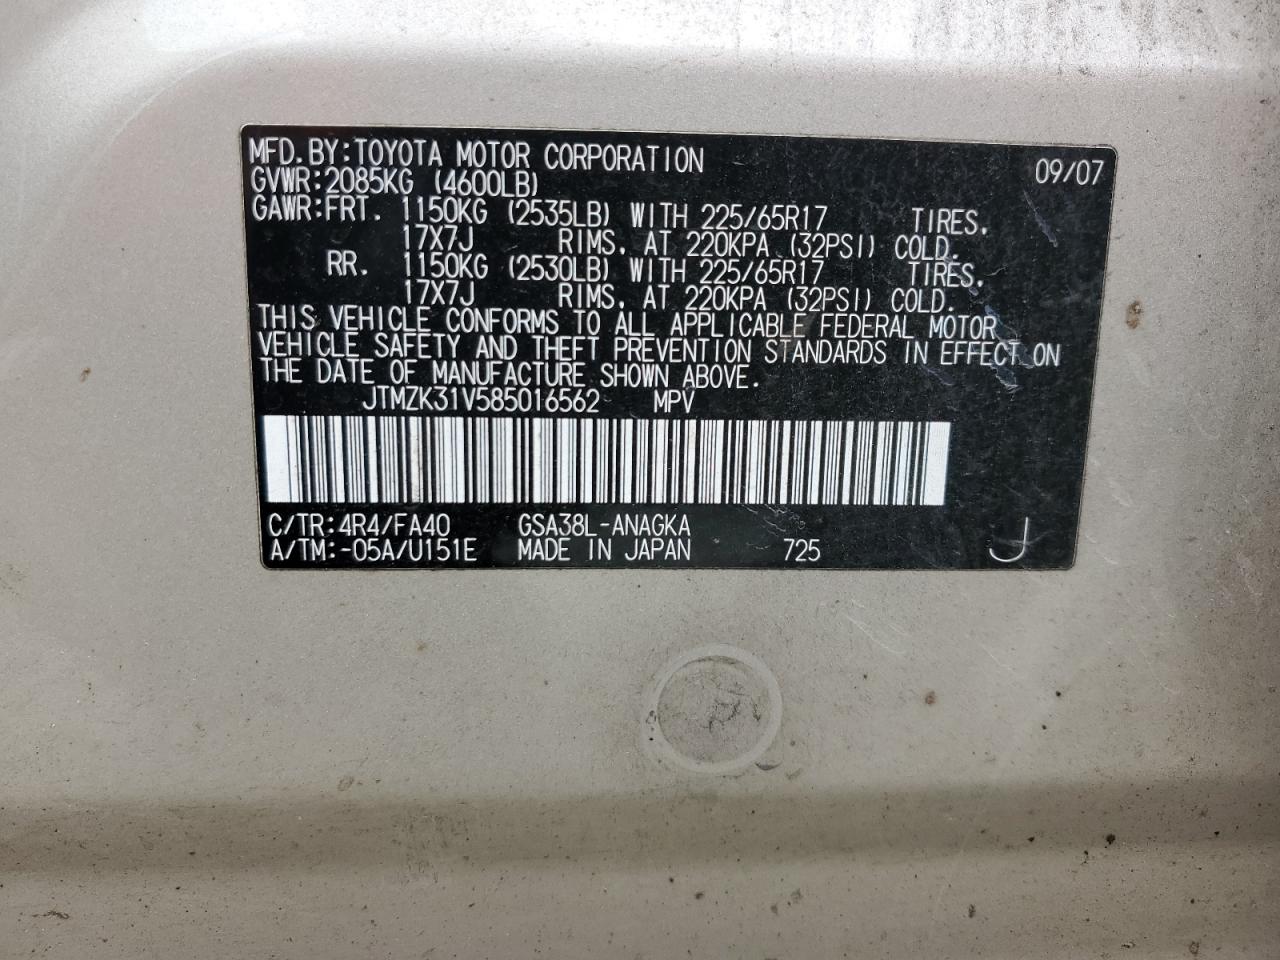 MFD.BY:TOYOTA MOTOR CORPORATION 09/07
GVWR:2085KG (4600LB)
GAWR:FRT. 1150KG (2535LB) WITH 225/65R17 TIRES,
17X7J RIMS, AT 220KPA (32PSI) COLD.
RR. 1150KG (2530LB) WITH 225/65R17 TIRES,
17X7J RIMS, AT 220KPA (32PSI) COLD.
THIS VEHICLE CONFORMS TO ALL APPLICABLE FEDERAL MOTOR
VEHICLE SAFETY AND THEFT PREVENTION STANDARDS IN EFFECT ON
THE DATE OF MANUFACTURE SHOWN ABOVE.
JTMZK31V585016562 MPV
C/TR:4R4/FA40 GSA38L-ANAGKA
A/TM:-05A/U151E MADE IN JAPAN 725 J